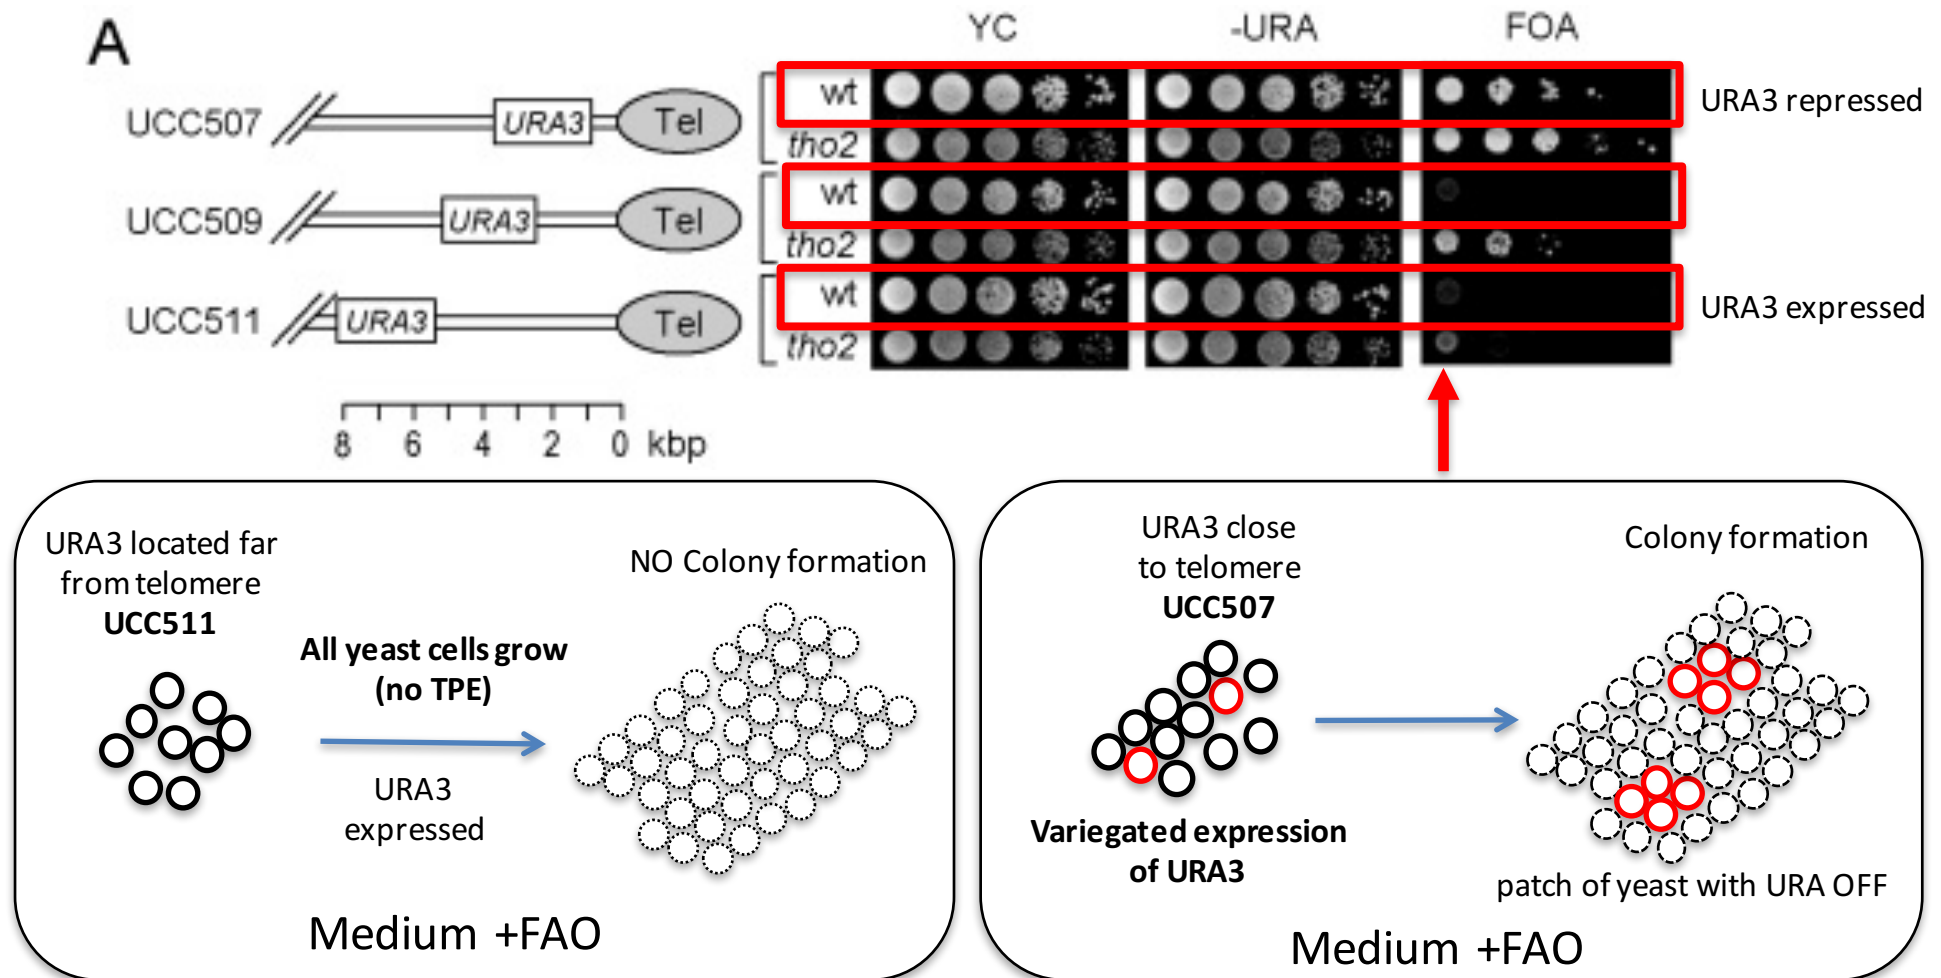 A
YC
-URA
FOA
UCC507
URA3
Tel
wt
URA3 repressed
tho2
UCC509
URA3
Tel
wt
tho2
UCC511
URA3
Tel
wt
URA3 expressed
tho2
8 6 4 2 0 kbp
URA3 located far
from telomere
UCC511
NO Colony formation
All yeast cells grow
(no TPE)
URA3
expressed
Medium +FAO
URA3 close
to telomere
UCC507
Colony formation
Variegated expression
of URA3
patch of yeast with URA OFF
Medium +FAO